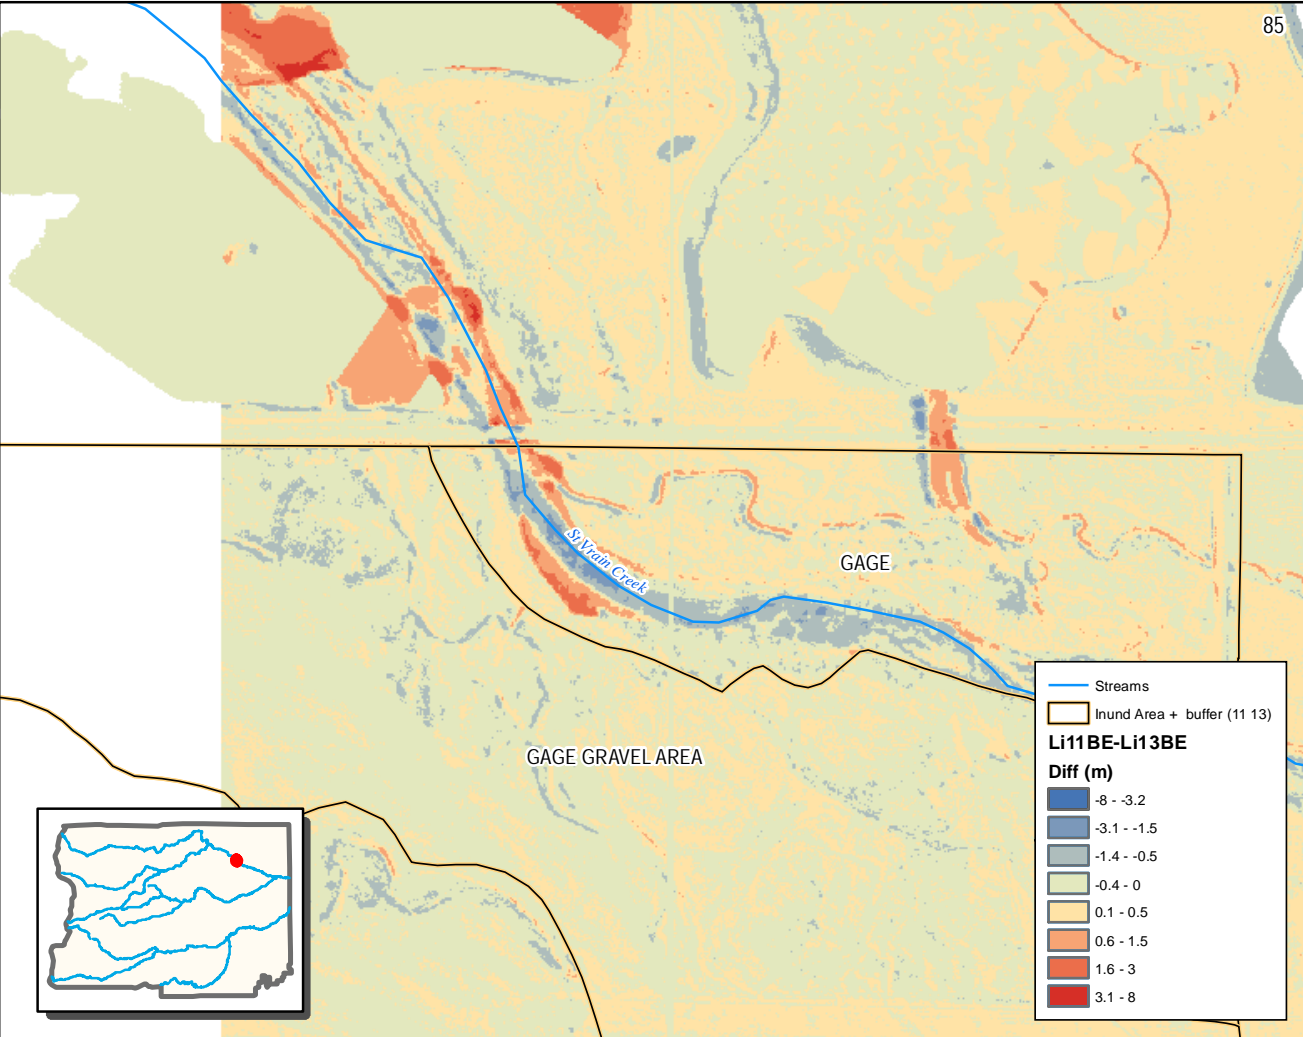 85
St Vrain Creek
GAGE
GAGE GRAVEL AREA
Streams
Inund Area + buffer (11 13)
Li11BE-Li13BE
Diff (m)
-8 - -3.2
-3.1 - -1.5
-1.4 - -0.5
-0.4 - 0
0.1 - 0.5
0.6 - 1.5
1.6 - 3
3.1 - 8